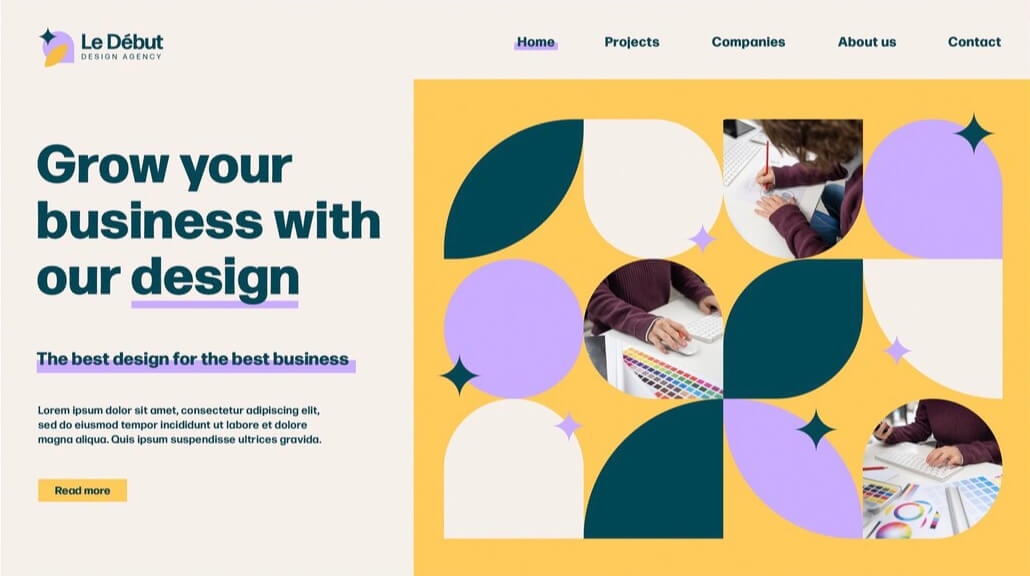 Le Début
DESIGN AGENCY
Home
Projects
Companies
About us
Contact
Grow your
business with
our design
The best design for the best business
Lorem ipsum dolor sit amet, consectetur adipiscing elit,
sed do eiusmod tempor incididunt ut labore et dolore
magna aliqua. Quis ipsum suspendisse ultrices gravida.
Read more